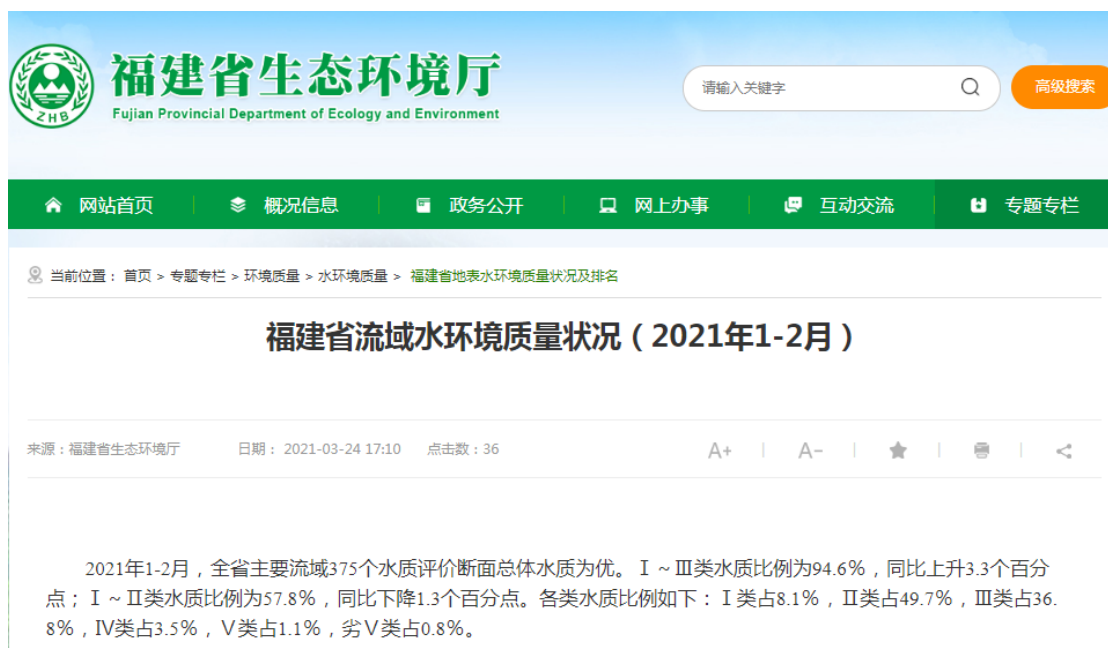 福建省生态环境厅
Fujian Provincial Department of Ecology and Environment
ZHB
请输入关键字
高级搜索
网站首页
概况信息
政务公开
网上办事
互动交流
专题专栏
当前位置： 首页 > 专题专栏 > 环境质量 > 水环境质量 > 福建省地表水环境质量状况及排名
福建省流域水环境质量状况（2021年1-2月）
来源：福建省生态环境厅 日期： 2021-03-24 17:10 点击数：36
A+ A-
2021年1-2月，全省主要流域375个水质评价断面总体水质为优。Ⅰ~Ⅲ类水质比例为94.6%，同比上升3.3个百分
点；Ⅰ~Ⅱ类水质比例为57.8%，同比下降1.3个百分点。各类水质比例如下：Ⅰ类占8.1%，Ⅱ类占49.7%，Ⅲ类占36.
8%，Ⅳ类占3.5%，Ⅴ类占1.1%，劣Ⅴ类占0.8%。